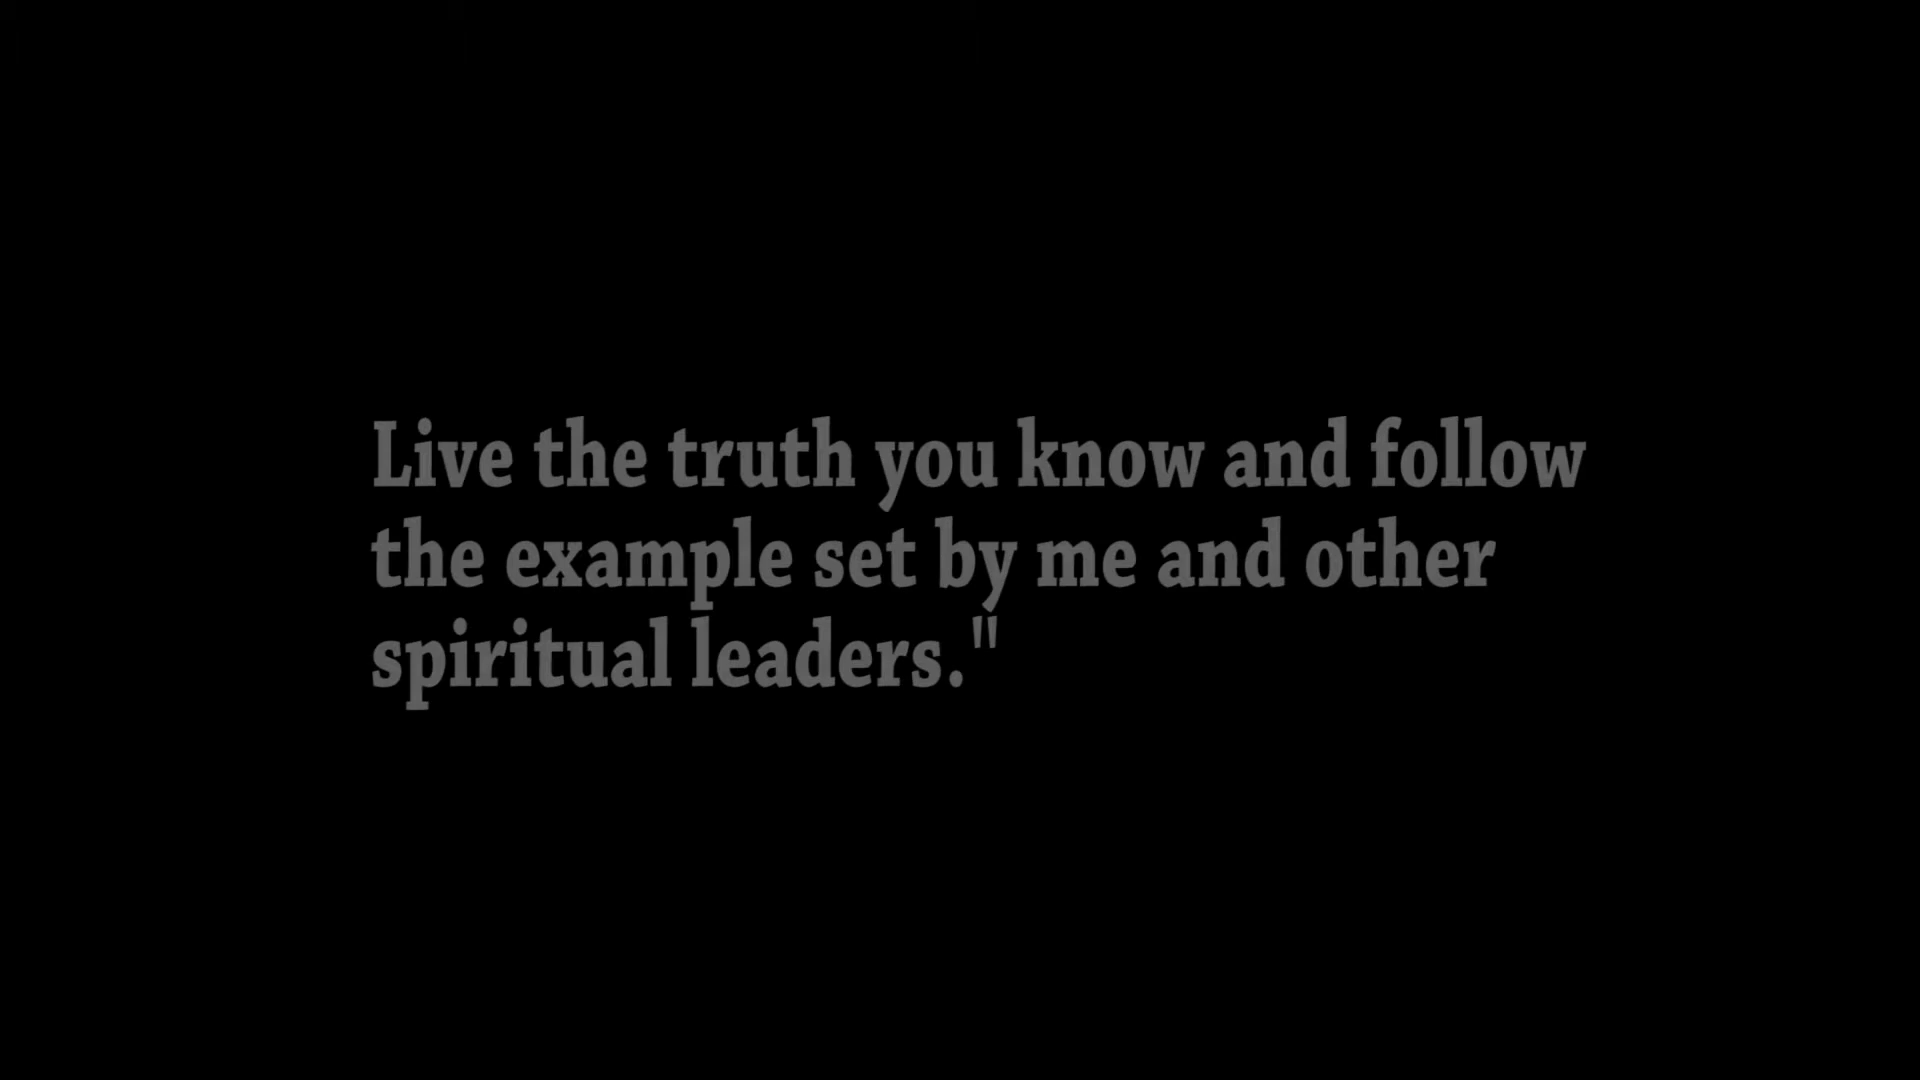 Live the truth you know and follow
the example set by me and other
spiritual leaders."